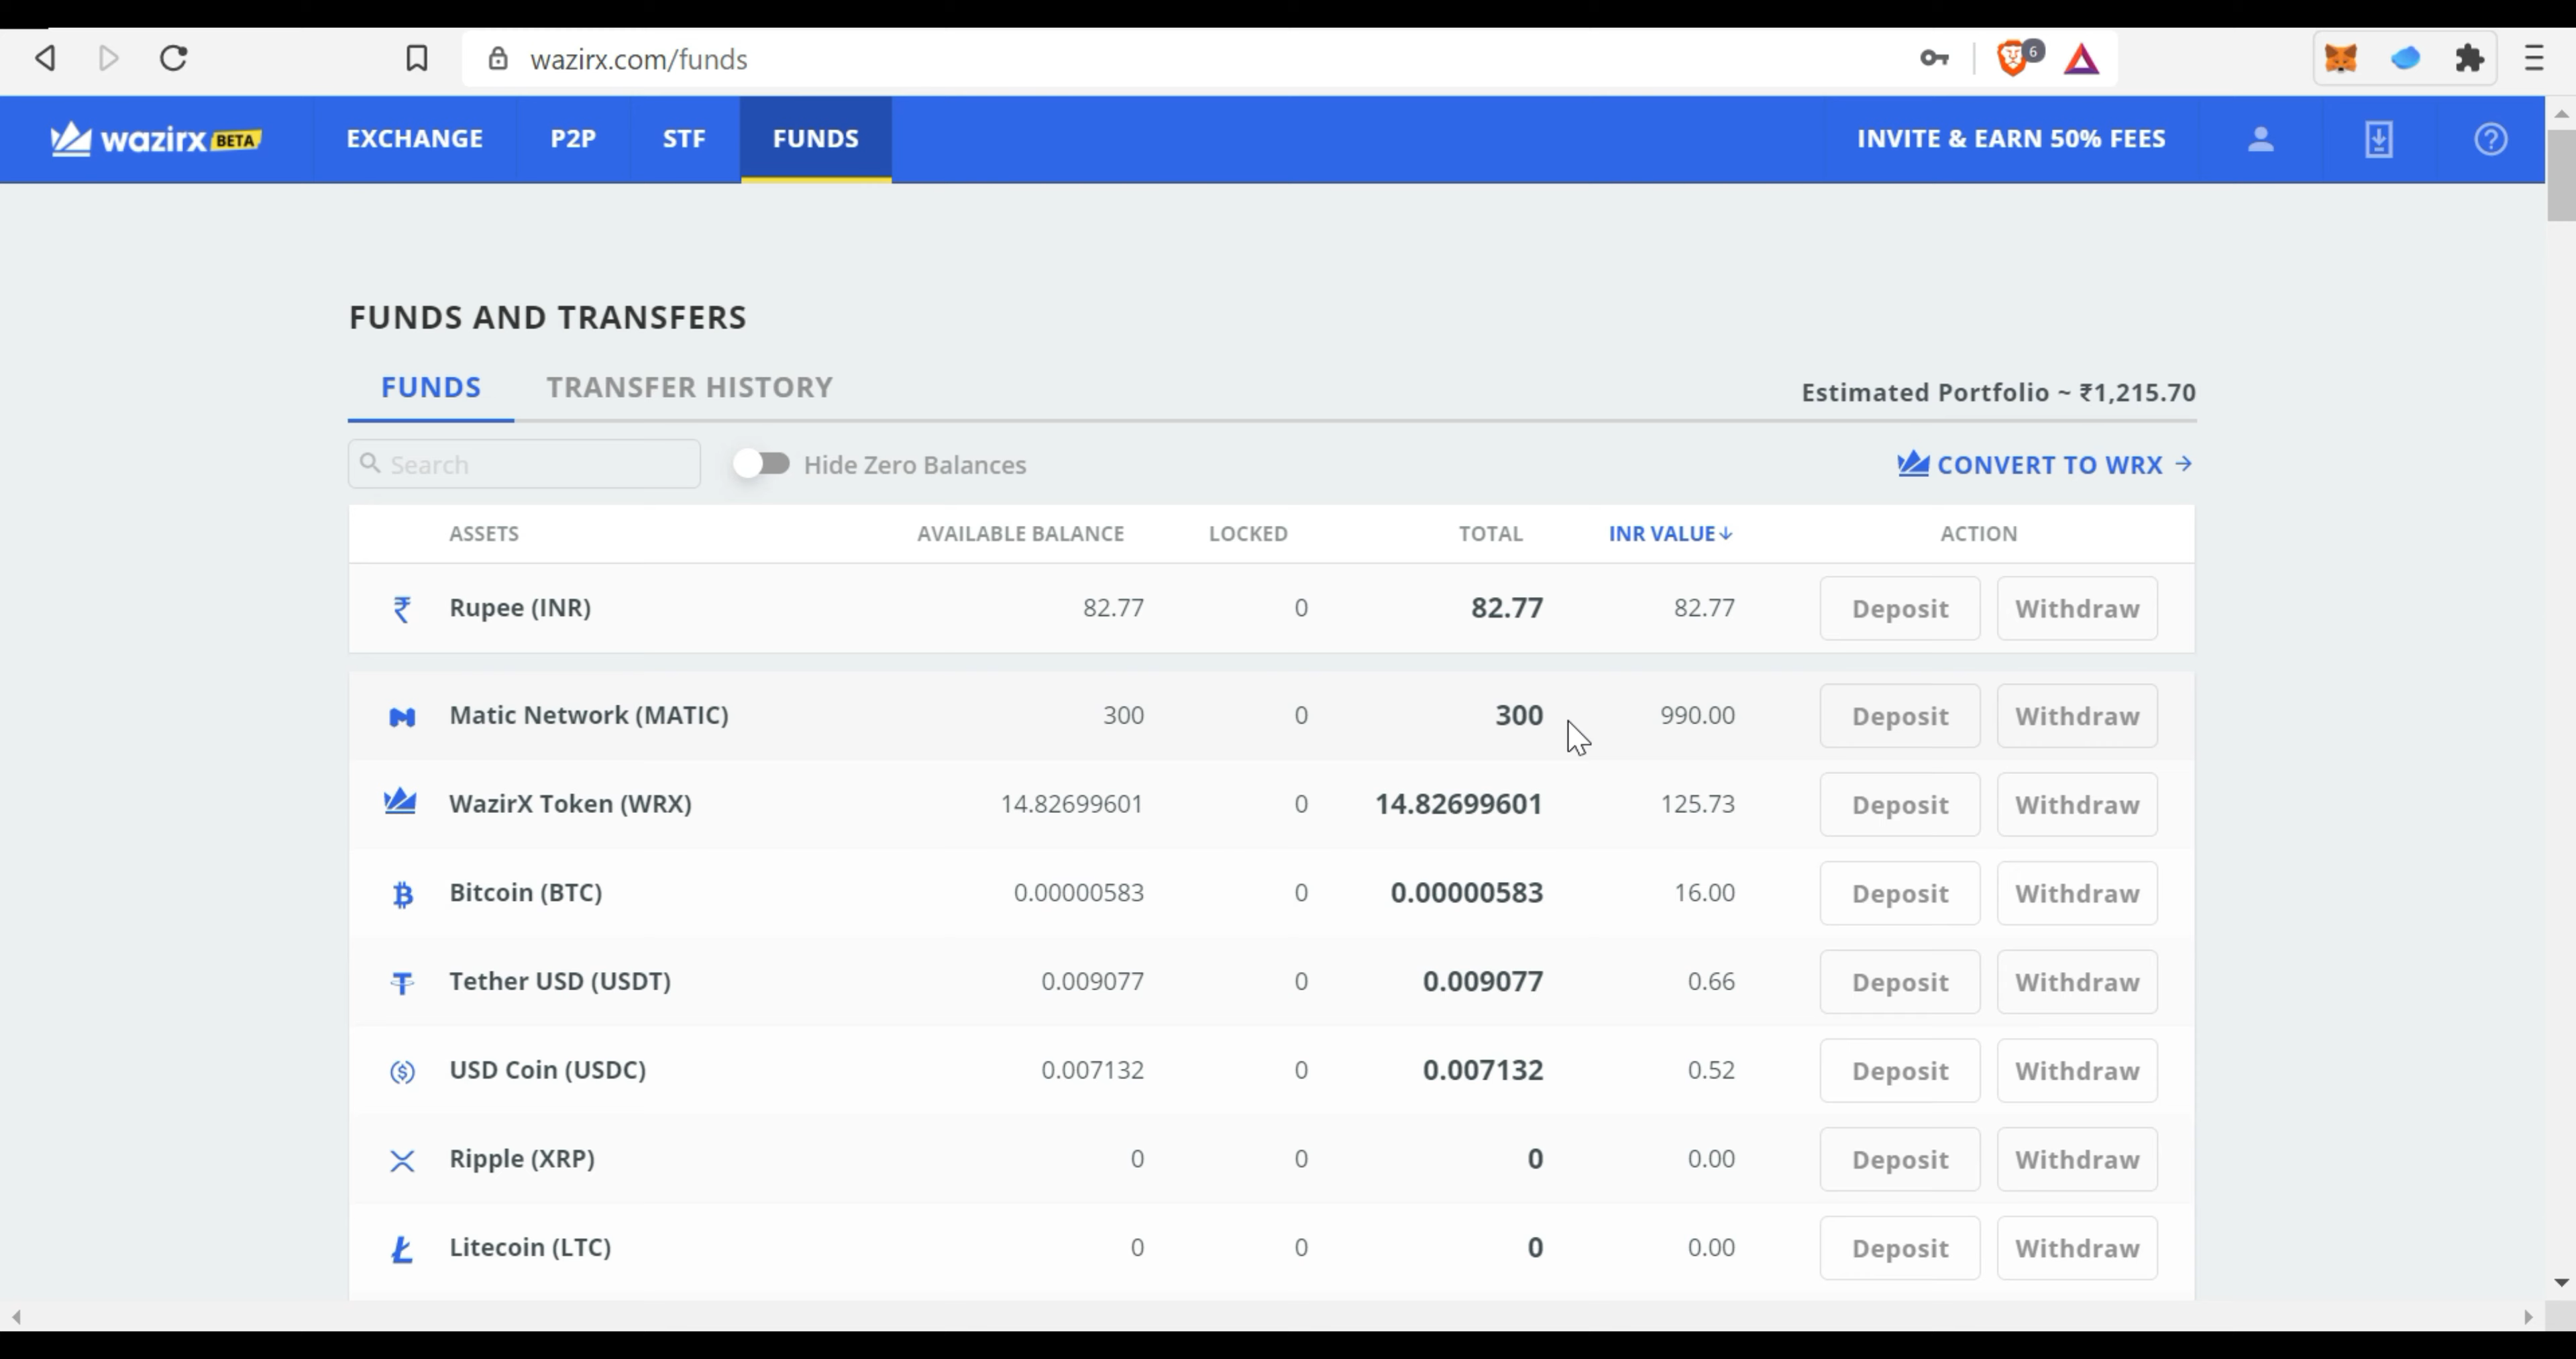 wazirx.com/funds
6
wazirx BETA EXCHANGE P2P STF FUNDS INVITE & EARN 50% FEES
FUNDS AND TRANSFERS
FUNDS TRANSFER HISTORY Estimated Portfolio ~ ₹1,215.70
Search Hide Zero Balances CONVERT TO WRX →
ASSETS AVAILABLE BALANCE LOCKED TOTAL INR VALUE↓ ACTION
₹ Rupee (INR) 82.77 0 82.77 82.77 Deposit Withdraw
Matic Network (MATIC) 300 0 300 990.00 Deposit Withdraw
WazirX Token (WRX) 14.82699601 0 14.82699601 125.73 Deposit Withdraw
Bitcoin (BTC) 0.00000583 0 0.00000583 16.00 Deposit Withdraw
Tether USD (USDT) 0.009077 0 0.009077 0.66 Deposit Withdraw
USD Coin (USDC) 0.007132 0 0.007132 0.52 Deposit Withdraw
Ripple (XRP) 0 0 0 0.00 Deposit Withdraw
Litecoin (LTC) 0 0 0 0.00 Deposit Withdraw